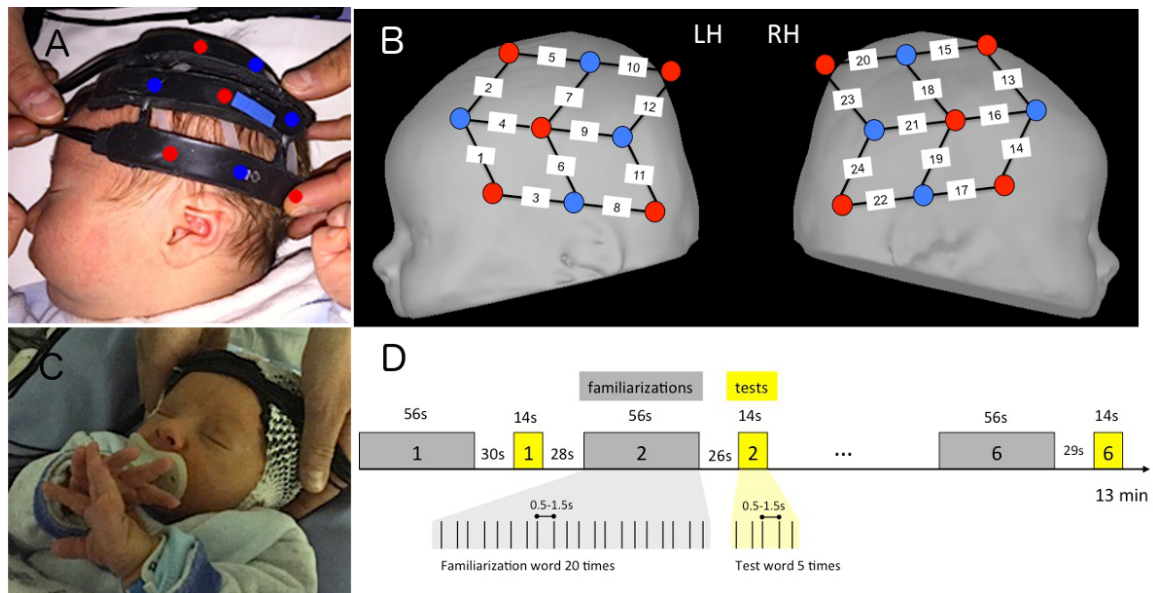 A
B
LH
RH
5
10
2
7
12
4
9
1
6
11
3
8
20
15
13
23
18
21
16
24
19
14
22
17
C
D
familiarizations
tests
56s
14s
56s
14s
56s
14s
1
30s
1
28s
2
26s
2
...
6
29s
6
13 min
0.5-1.5s
0.5-1.5s
Familiarization word 20 times
Test word 5 times